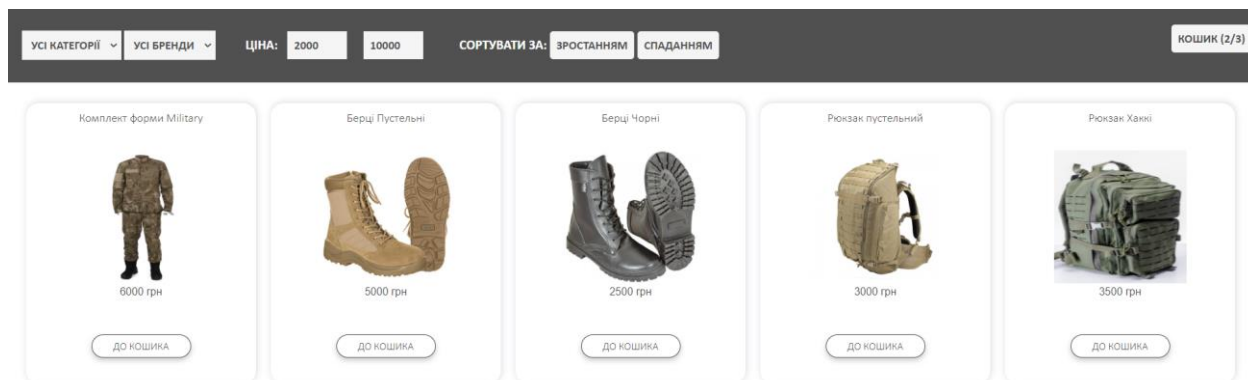 УСІ КАТЕГОРІЇ УСІ БРЕНДИ ЦІНА: 2000 10000 СОРТУВАТИ ЗА: ЗРОСТАННЯМ СПАДАННЯМ КОШИК (2/3)
Комплект форми Military Берці Пустельні Берці Чорні Рюкзак пустельний Рюкзак Хаккі
6000 грн 5000 грн 2500 грн 3000 грн 3500 грн
ДО КОШИКА ДО КОШИКА ДО КОШИКА ДО КОШИКА ДО КОШИКА